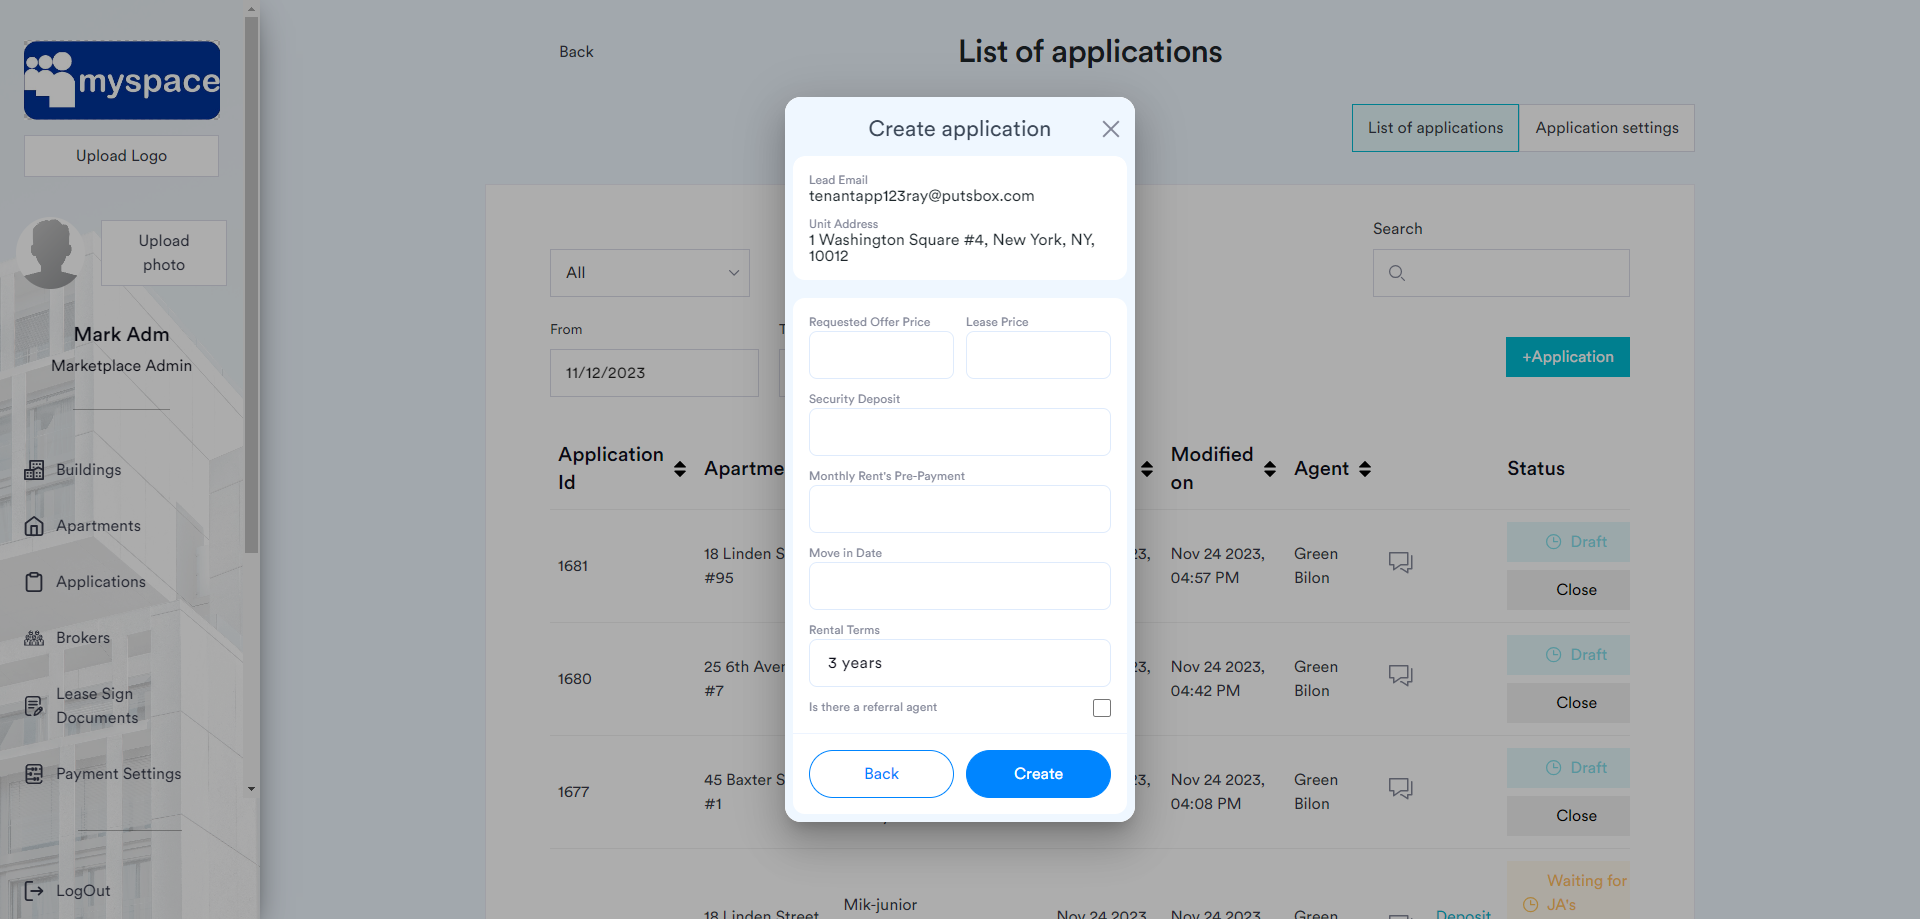 myspace
Upload Logo
Upload
photo
Mark Adm
Marketplace Admin
Buildings
Apartments
Applications
Brokers
Lease Sign
Documents
Payment Settings
LogOut
Back
List of applications
List of applications
Application settings
All
Search
From
T
11/12/2023
+Application
Application
Id
Apartme
Modified
on
Agent
Status
1681
18 Linden S
#95
23,
Nov 24 2023,
04:57 PM
Green
Bilon
Draft
Close
1680
25 6th Aver
#7
23,
Nov 24 2023,
04:42 PM
Green
Bilon
Draft
Close
1677
45 Baxter S
#1
23,
Nov 24 2023,
04:08 PM
Green
Bilon
Draft
Close
18 Linden Street
Mik-junior
Nov 24 2023
Nov 24 2023
Green
Deposit
Waiting for
JA's
Create application
Lead Email
tenantapp123ray@putsbox.com
Unit Address
1 Washington Square #4, New York, NY,
10012
Requested Offer Price
Lease Price
Security Deposit
Monthly Rent's Pre-Payment
Move in Date
Rental Terms
3 years
Is there a referral agent
Back
Create